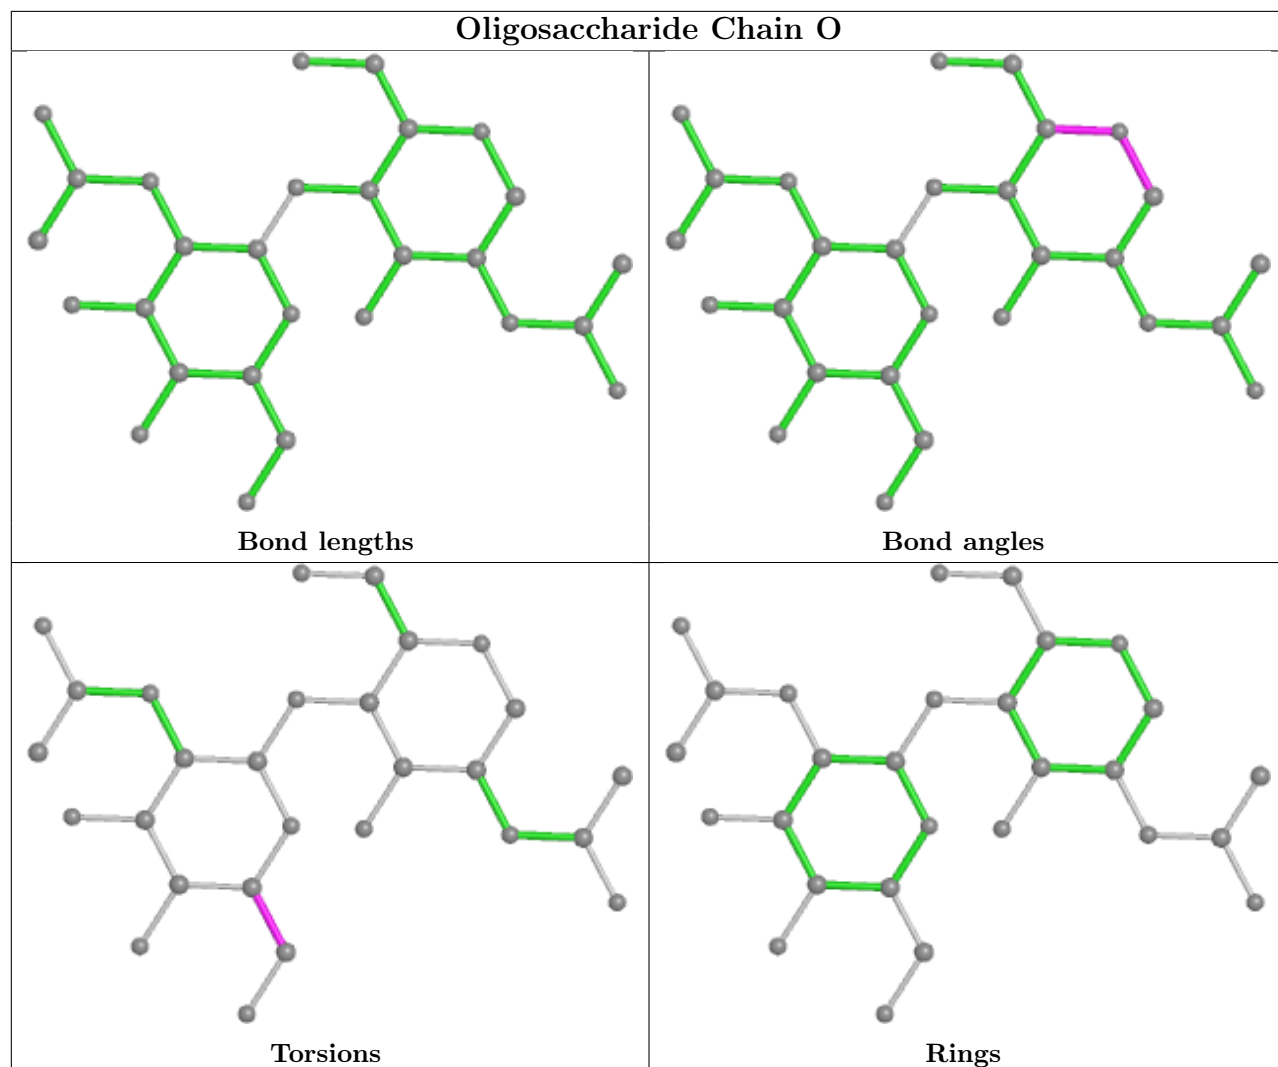 Oligosaccharide Chain O
Bond lengths
Bond angles
Torsions
Rings